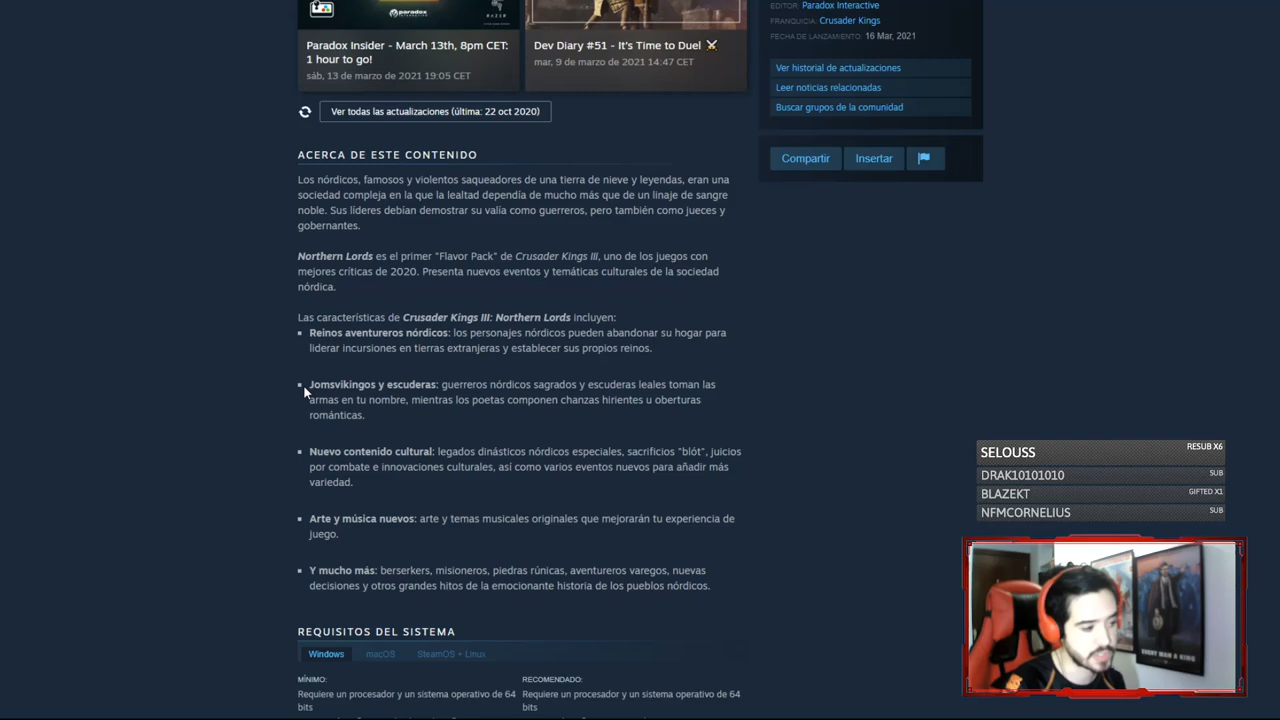 paradox INTERACTIVE
RAZER
Paradox Insider - March 13th, 8pm CET:
1 hour to go!
sáb, 13 de marzo de 2021 19:05 CET
Dev Diary #51 - It's Time to Duel ⚔
mar, 9 de marzo de 2021 14:47 CET
EDITOR: Paradox Interactive
FRANQUICIA: Crusader Kings
FECHA DE LANZAMIENTO: 16 Mar, 2021
Ver historial de actualizaciones
Leer noticias relacionadas
Buscar grupos de la comunidad
Compartir
Insertar
Ver todas las actualizaciones (última: 22 oct 2020)
ACERCA DE ESTE CONTENIDO
Los nórdicos, famosos y violentos saqueadores de una tierra de nieve y leyendas, eran una
sociedad compleja en la que la lealtad dependía de mucho más que de un linaje de sangre
noble. Sus líderes debían demostrar su valía como guerreros, pero también como jueces y
gobernantes.
Northern Lords es el primer "Flavor Pack" de Crusader Kings III, uno de los juegos con
mejores críticas de 2020. Presenta nuevos eventos y temáticas culturales de la sociedad
nórdica.
Las características de Crusader Kings III: Northern Lords incluyen:
Reinos aventureros nórdicos: los personajes nórdicos pueden abandonar su hogar para
liderar incursiones en tierras extranjeras y establecer sus propios reinos.
Jomsvikingos y escuderas: guerreros nórdicos sagrados y escuderas leales toman las
armas en tu nombre, mientras los poetas componen chanzas hirientes u oberturas
románticas.
Nuevo contenido cultural: legados dinásticos nórdicos especiales, sacrificios "blót", juicios
por combate e innovaciones culturales, así como varios eventos nuevos para añadir más
variedad.
Arte y música nuevos: arte y temas musicales originales que mejorarán tu experiencia de
juego.
Y mucho más: berserkers, misioneros, piedras rúnicas, aventureros varegos, nuevas
decisiones y otros grandes hitos de la emocionante historia de los pueblos nórdicos.
REQUISITOS DEL SISTEMA
Windows macOS SteamOS + Linux
MÍNIMO:
Requiere un procesador y un sistema operativo de 64
bits
RECOMENDADO:
Requiere un procesador y un sistema operativo de 64
bits
SELOUSS RESUB X6
DRAK10101010 SUB
BLAZEKT GIFTED X1
NFMCORNELIUS SUB
EVERY MAN A KING